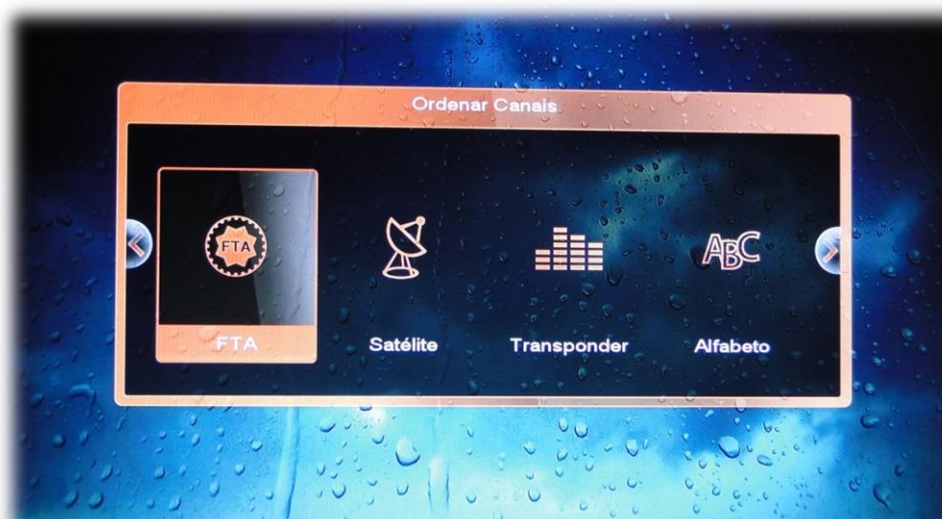 Ordenar Canais
FTA
ABC
FTA
Satélite
Transponder
Alfabeto